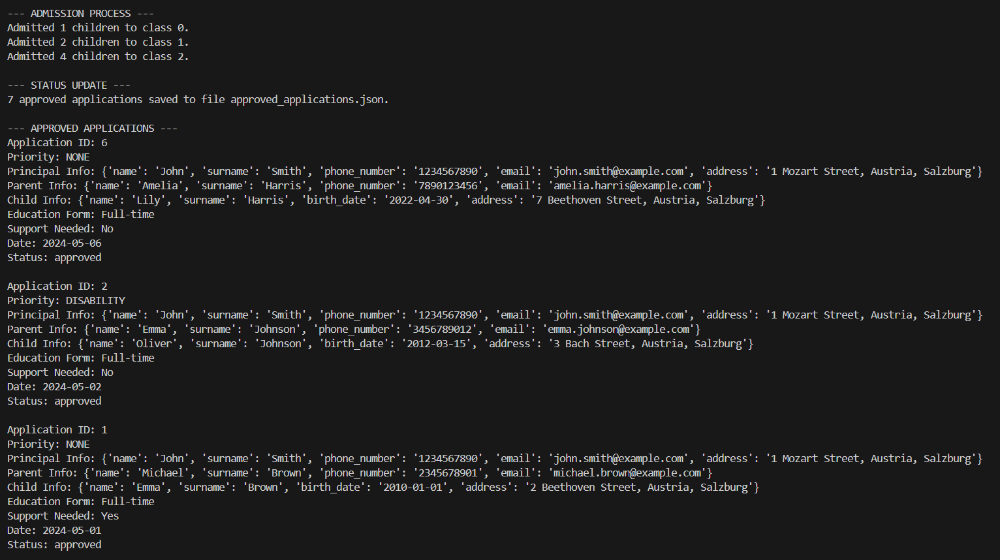 --- ADMISSION PROCESS ---
Admitted 1 children to class 0.
Admitted 2 children to class 1.
Admitted 4 children to class 2.
--- STATUS UPDATE ---
7 approved applications saved to file approved_applications.json.
--- APPROVED APPLICATIONS ---
Application ID: 6
Priority: NONE
Principal Info: {'name': 'John', 'surname': 'Smith', 'phone_number': '1234567890', 'email': 'john.smith@example.com', 'address': '1 Mozart Street, Austria, Salzburg'}
Parent Info: {'name': 'Amelia', 'surname': 'Harris', 'phone_number': '7890123456', 'email': 'amelia.harris@example.com'}
Child Info: {'name': 'Lily', 'surname': 'Harris', 'birth_date': '2022-04-30', 'address': '7 Beethoven Street, Austria, Salzburg'}
Education Form: Full-time
Support Needed: No
Date: 2024-05-06
Status: approved
Application ID: 2
Priority: DISABILITY
Principal Info: {'name': 'John', 'surname': 'Smith', 'phone_number': '1234567890', 'email': 'john.smith@example.com', 'address': '1 Mozart Street, Austria, Salzburg'}
Parent Info: {'name': 'Emma', 'surname': 'Johnson', 'phone_number': '3456789012', 'email': 'emma.johnson@example.com'}
Child Info: {'name': 'Oliver', 'surname': 'Johnson', 'birth_date': '2012-03-15', 'address': '3 Bach Street, Austria, Salzburg'}
Education Form: Full-time
Support Needed: No
Date: 2024-05-02
Status: approved
Application ID: 1
Priority: NONE
Principal Info: {'name': 'John', 'surname': 'Smith', 'phone_number': '1234567890', 'email': 'john.smith@example.com', 'address': '1 Mozart Street, Austria, Salzburg'}
Parent Info: {'name': 'Michael', 'surname': 'Brown', 'phone_number': '2345678901', 'email': 'michael.brown@example.com'}
Child Info: {'name': 'Emma', 'surname': 'Brown', 'birth_date': '2010-01-01', 'address': '2 Beethoven Street, Austria, Salzburg'}
Education Form: Full-time
Support Needed: Yes
Date: 2024-05-01
Status: approved